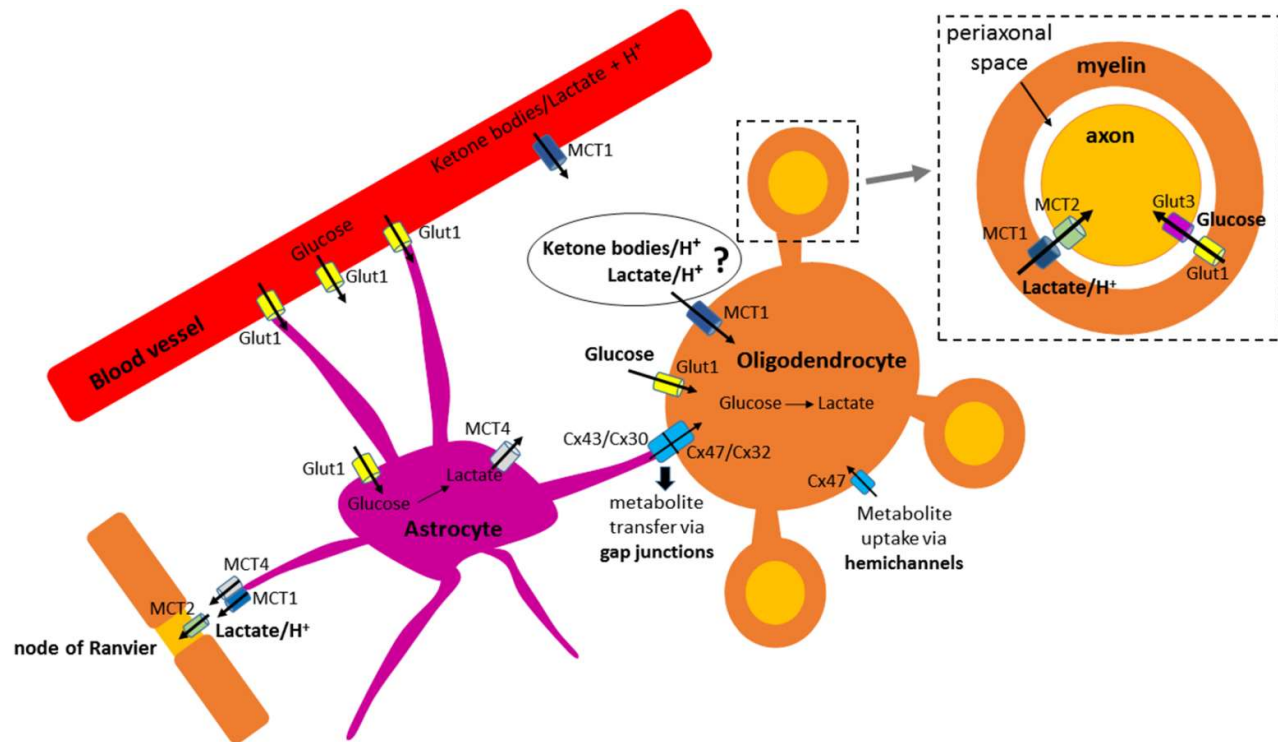 Ketone bodies/Lactate + H⁺
MCT1
Glucose
Glut1
Glut1
Glut1
Blood vessel
periaxonal
space
myelin
axon
MCT2
Glut3
Glucose
MCT1
Glut1
Lactate/H⁺
Ketone bodies/H⁺
Lactate/H⁺
?
MCT1
Oligodendrocyte
Glucose
Glut1
Glucose → Lactate
Cx43/Cx30
Cx47/Cx32
metabolite
transfer via
gap junctions
Cx47
Metabolite
uptake via
hemichannels
MCT4
Glut1
Lactate
Glucose
Astrocyte
MCT4
MCT1
MCT2
Lactate/H⁺
node of Ranvier